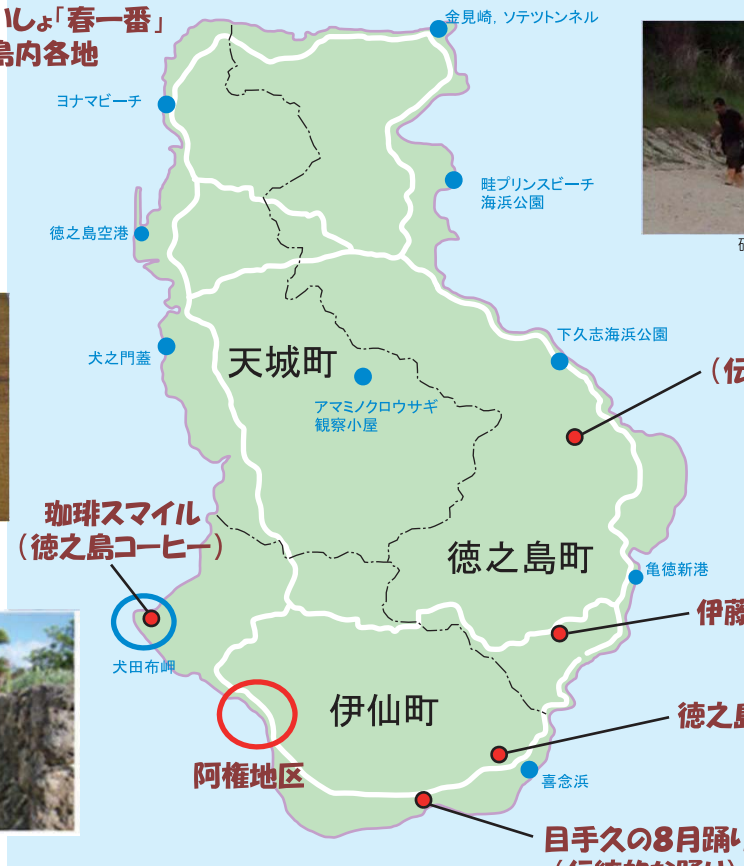 いしょ「春一番」
島内各地
金見崎,ソテツトンネル
ヨナマビーチ
畦プリンスビーチ
海浜公園
徳之島空港
下久志海浜公園
犬之門蓋
天城町
(伝
アマミノクロウサギ
観察小屋
珈琲スマイル
(徳之島コーヒー)
徳之島町
亀徳新港
伊藤
犬田布岬
伊仙町
徳之島
阿権地区
喜念浜
目手久の8月踊り